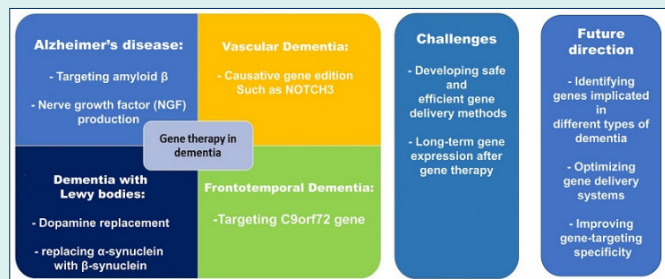 Alzheimer's disease:
- Targeting amyloid β
- Nerve growth factor (NGF)
production
Vascular Dementia:
- Causative gene edition
Such as NOTCH3
Gene therapy in
dementia
Dementia with
Lewy bodies:
- Dopamine replacement
- replacing α-synuclein
with β-synuclein
Frontotemporal Dementia:
-Targeting C9orf72 gene
Challenges
- Developing safe
and
efficient gene
delivery methods
- Long-term gene
expression after
gene therapy
Future
direction
- Identifying
genes implicated
in
different types of
dementia
- Optimizing
gene delivery
systems
- Improving
gene-targeting
specificity